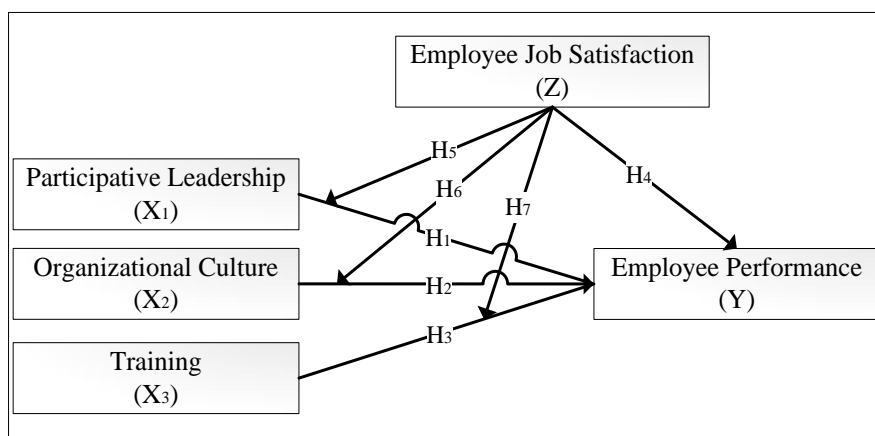 Employee Job Satisfaction
(Z)
H5
Participative Leadership
(X1)
H6
H4
H7
H1
Organizational Culture
(X2)
H2
Employee Performance
(Y)
H3
Training
(X3)